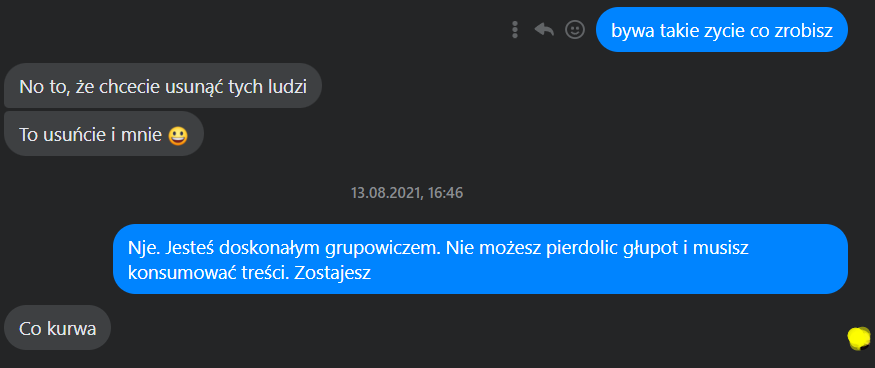 bywa takie zycie co zrobisz
No to, że chcecie usunąć tych ludzi
To usuńcie i mnie 😃
13.08.2021, 16:46
Nje. Jesteś doskonałym grupowiczem. Nie możesz pierdolic głupot i musisz
konsumować treści. Zostajesz
Co kurwa